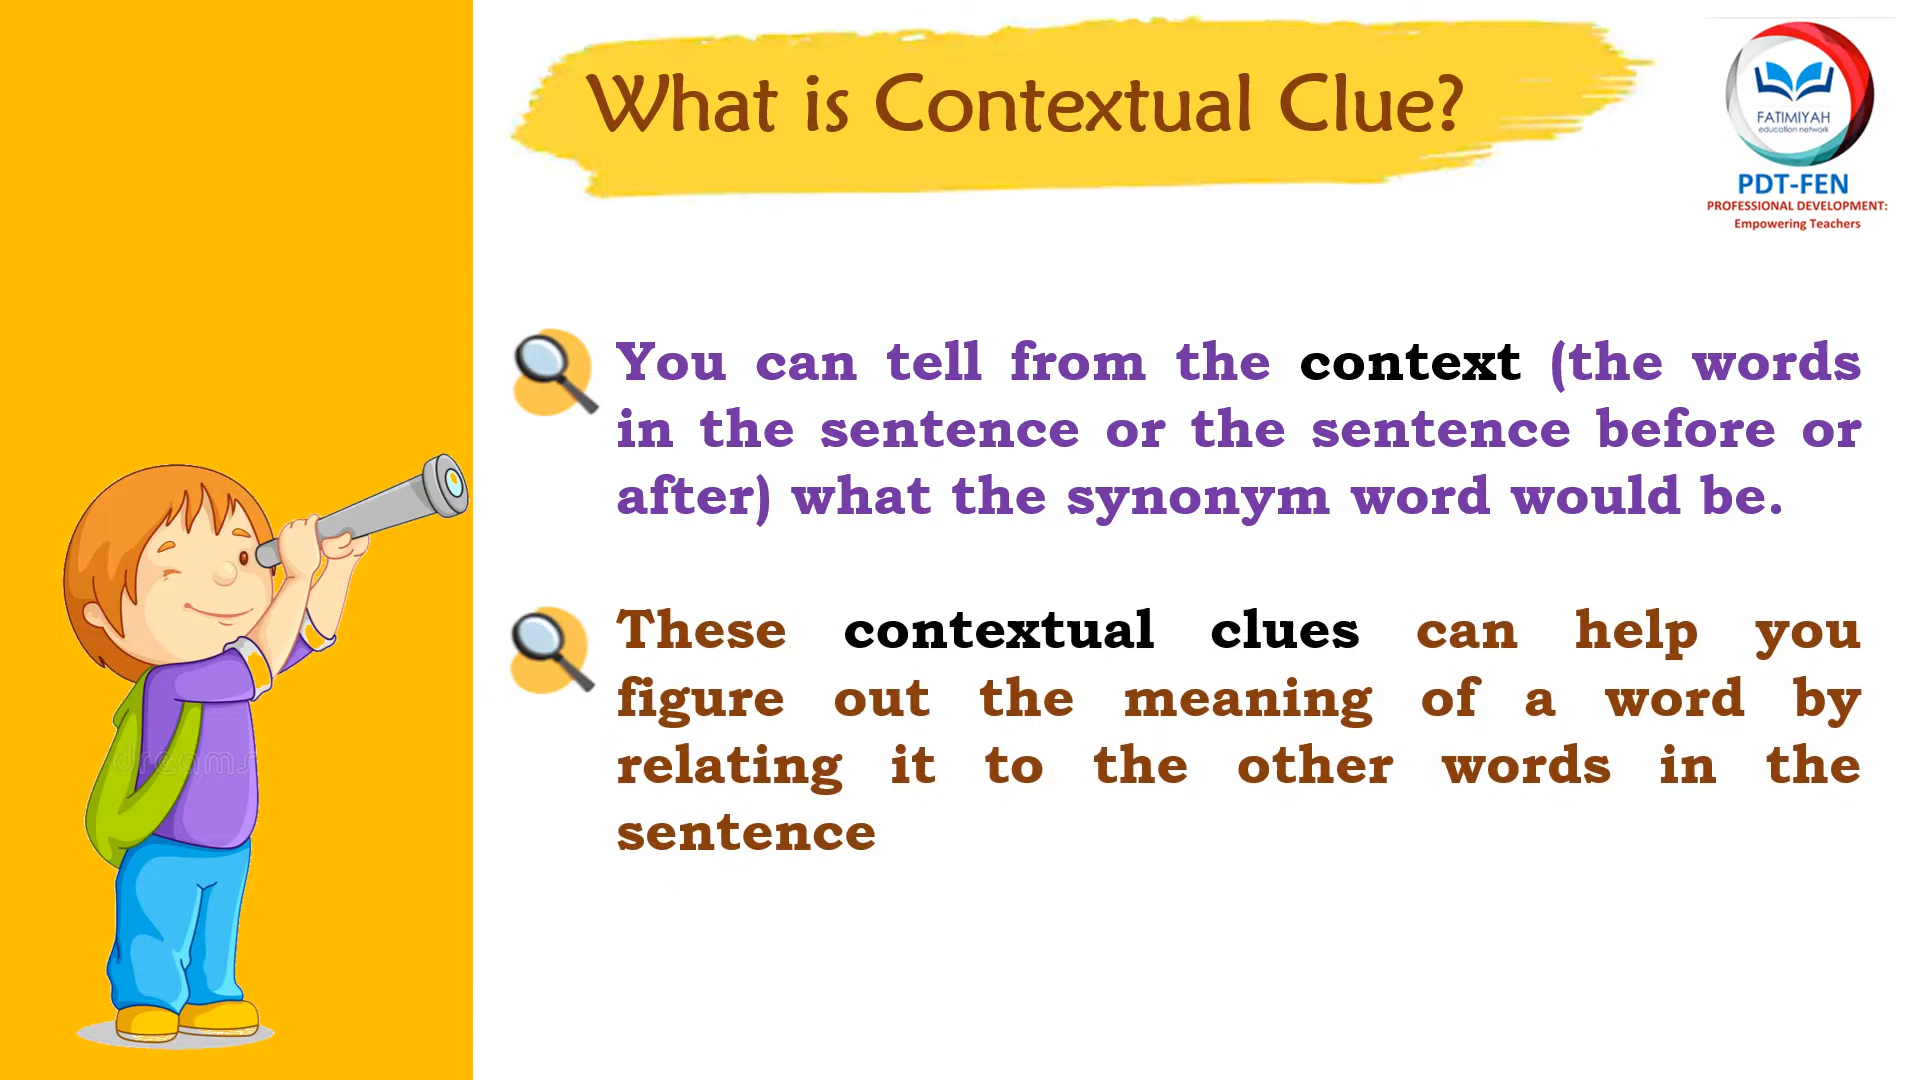 What is Contextual Clue?
FATIMIYAH
education network
PDT-FEN
PROFESSIONAL DEVELOPMENT:
Empowering Teachers
You can tell from the context (the words
in the sentence or the sentence before or
after) what the synonym word would be.
These contextual clues can help you
figure out the meaning of a word by
relating it to the other words in the
sentence
dreams